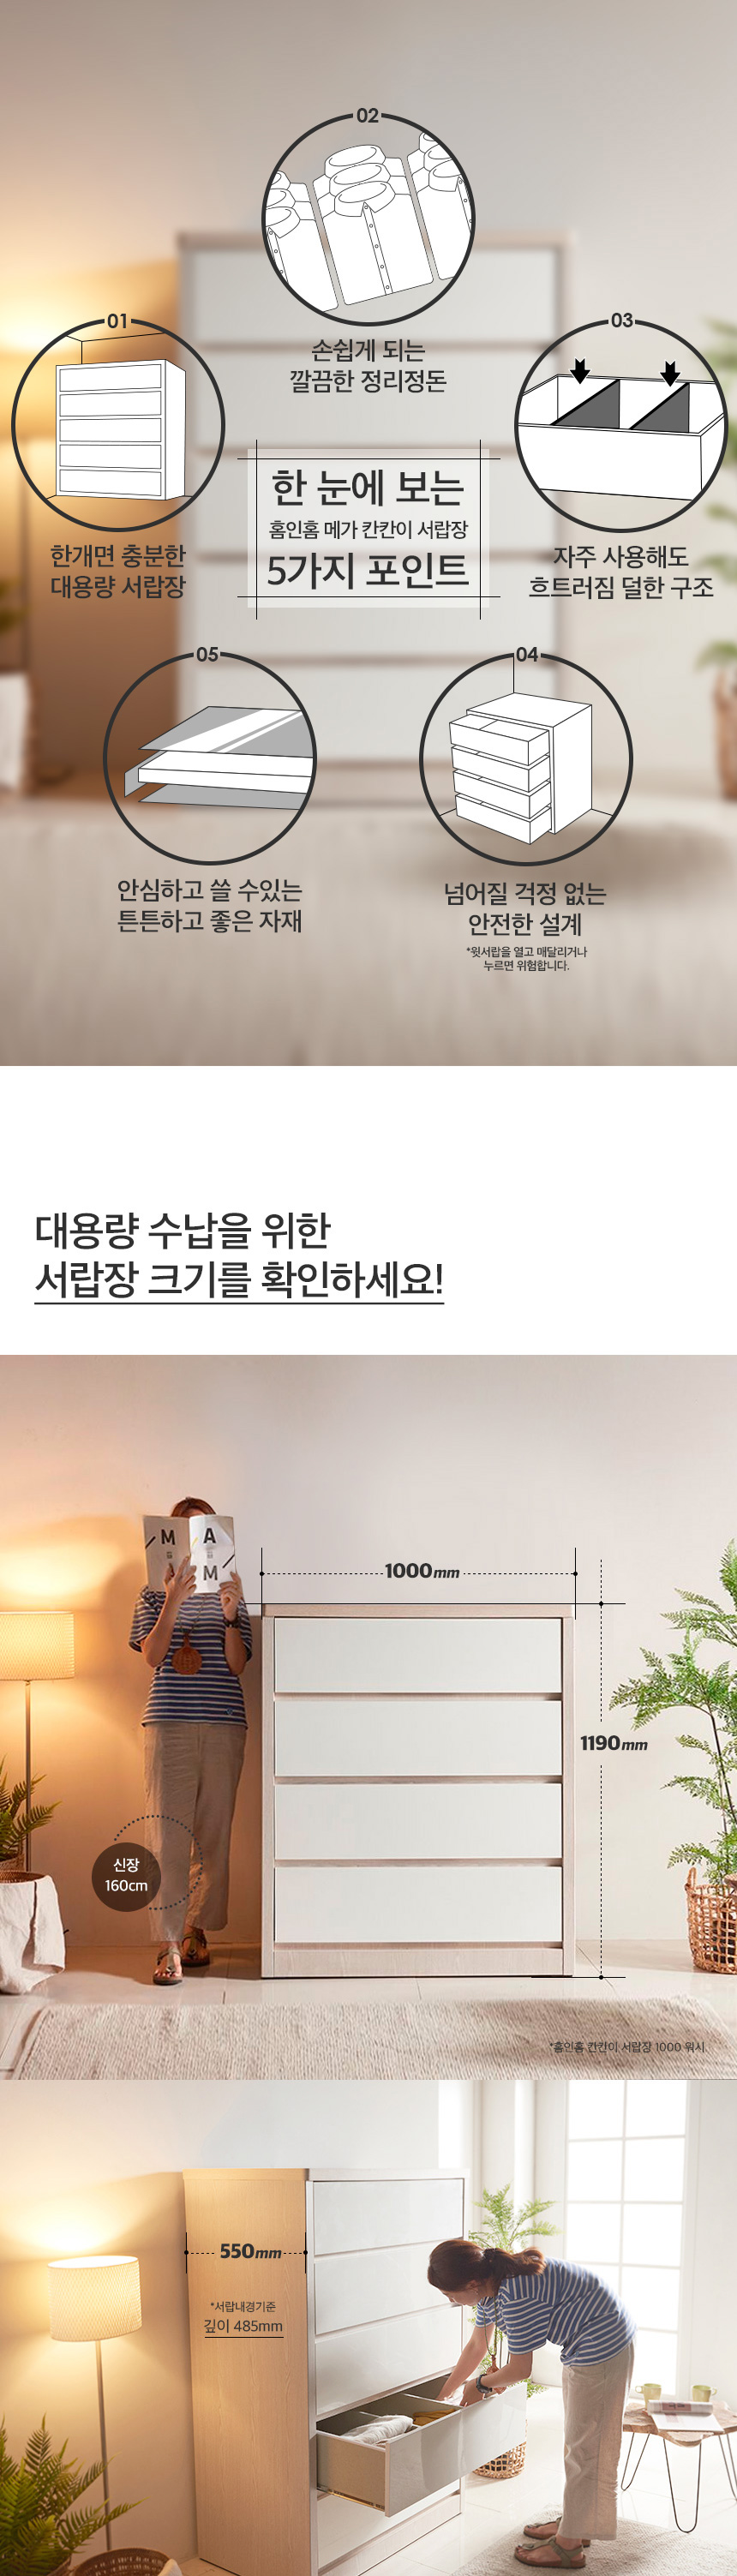 02
손쉽게 되는
깔끔한 정리정돈
01
한개면 충분한
대용량 서랍장
03
자주 사용해도
흐트러짐 덜한 구조
한 눈에 보는
홈인홈 메가 칸칸이 서랍장
5가지 포인트
05
안심하고 쓸 수있는
튼튼하고 좋은 자재
04
넘어질 걱정 없는
안전한 설계
*윗서랍을 열고 매달리거나
누르면 위험합니다.
대용량 수납을 위한
서랍장 크기를 확인하세요!
M A
M
1000mm
1190mm
신장
160cm
*홈인홈 칸칸이 서랍장 1000 워시
550mm
*서랍내경기준
깊이 485mm